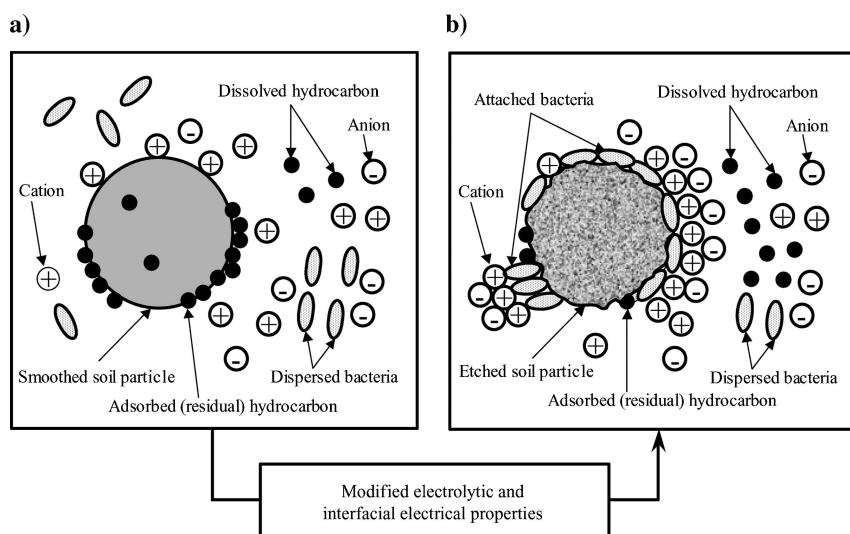 a)
Dissolved hydrocarbon
Anion
Cation
Smoothed soil particle
Dispersed bacteria
Adsorbed (residual) hydrocarbon
b)
Attached bacteria
Dissolved hydrocarbon
Anion
Cation
Etched soil particle
Dispersed bacteria
Adsorbed (residual) hydrocarbon
Modified electrolytic and
interfacial electrical properties